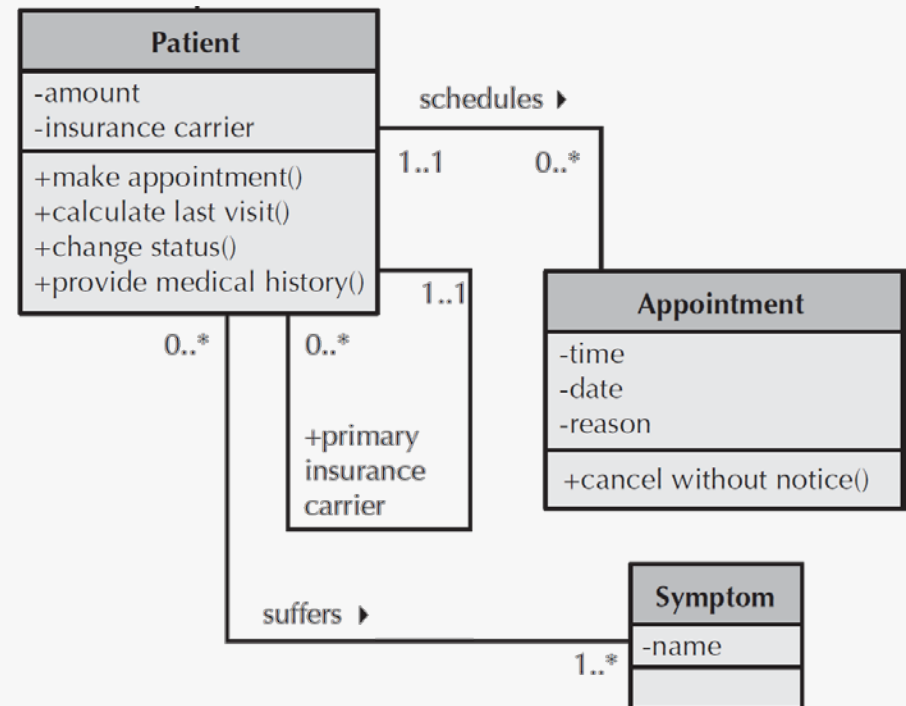 Patient
-amount
-insurance carrier
+make appointment()
+calculate last visit()
+change status()
+provide medical history()
schedules
1..1
0..*
1..1
0..*
0..*
+primary
insurance
carrier
Appointment
-time
-date
-reason
+cancel without notice()
suffers
1..*
Symptom
-name